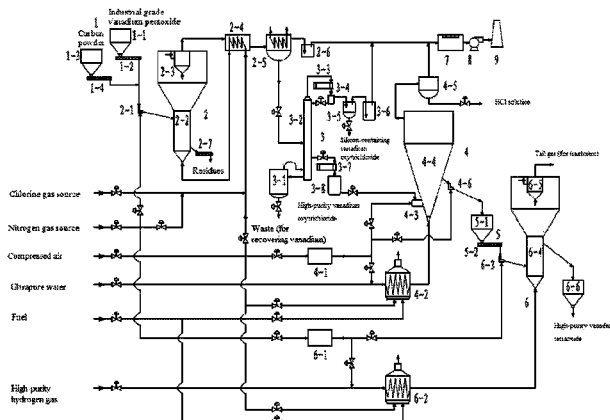 1
Industrial grade
vanadium pentoxide
Carbon
powder
1-1
1-3
1-2
1-4
2-1
2-2
2-3
2
2-7
Residues
2-4
2-5
2-6
3-3
3-4
3-2
3-5
3-6
3
Silicon-containing
vanadium
oxytrichloride
3-7
3-1
3-8
High-purity vanadium
oxytrichloride
7
8
9
4-5
HCl solution
4-4
4
4-6
4-3
Tail gas (for treatment)
6-5
5-1
5
5-2
6-3
6-4
6
6-6
High-purity vanadium
Chlorine gas source
Nitrogen gas source
Waste (for
recovering vanadium)
Compressed air
4-1
Ultrapure water
4-2
Fuel
6-1
High-purity
hydrogen gas
6-2